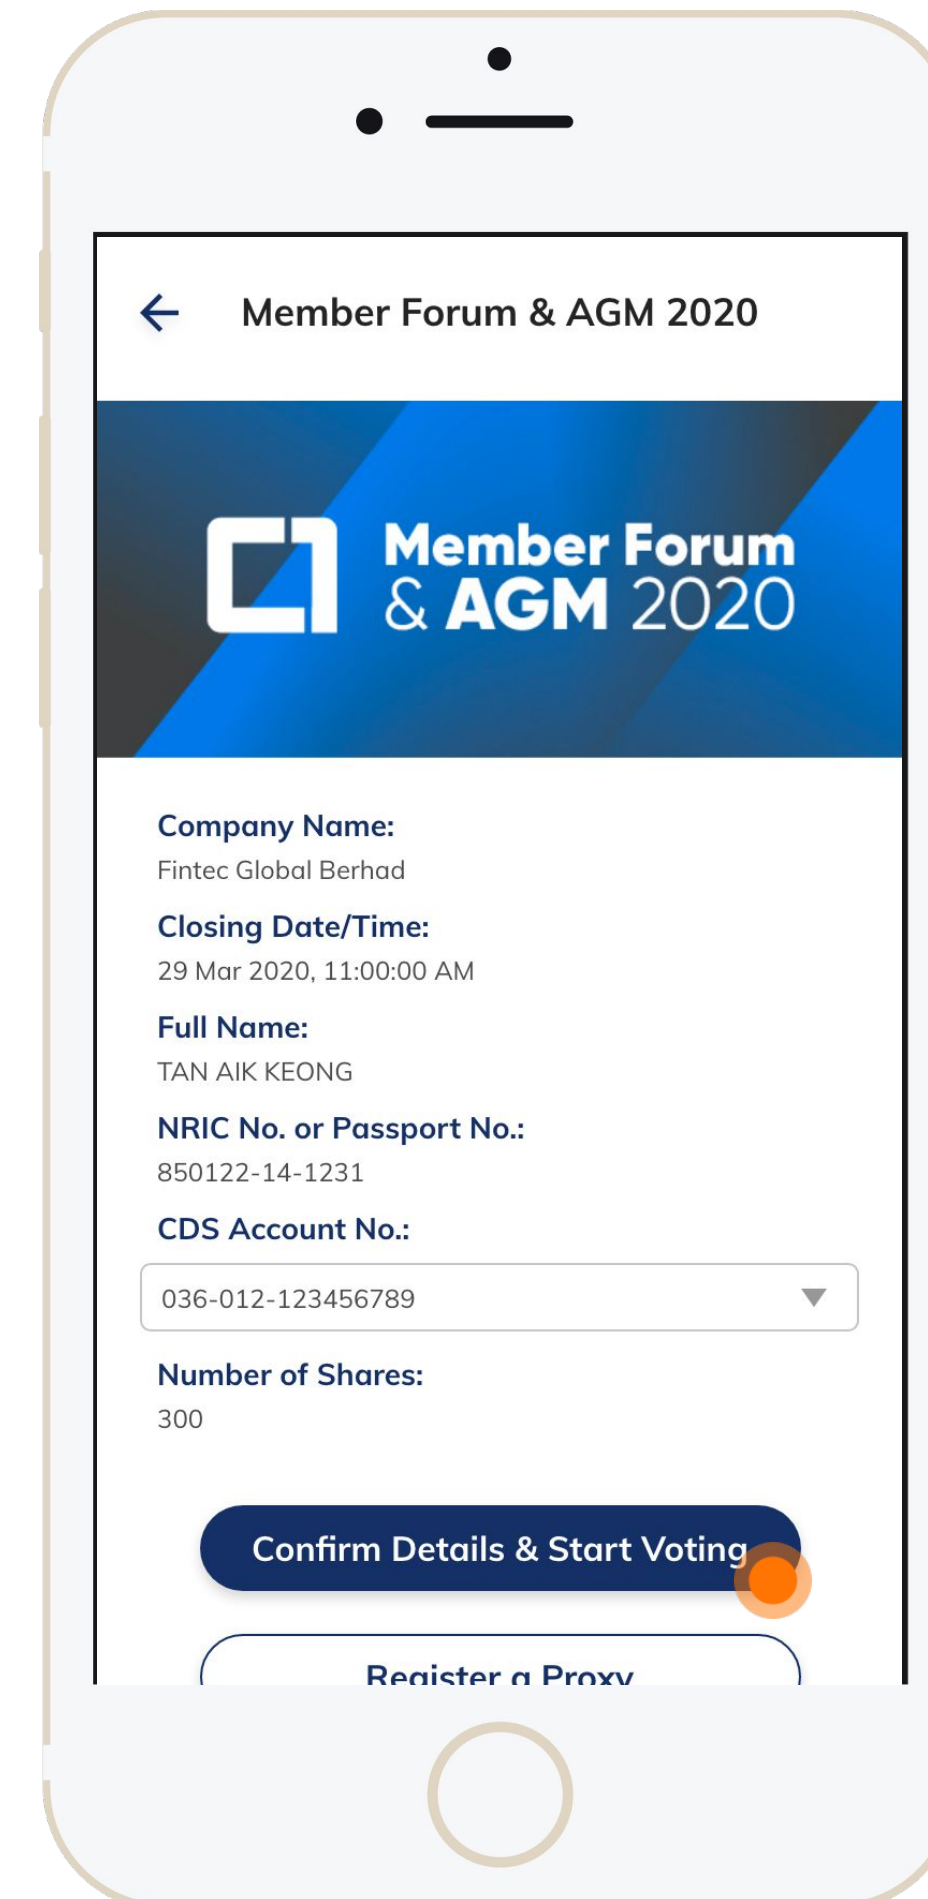 Member Forum & AGM 2020
Member Forum
& AGM 2020
Company Name:
Fintec Global Berhad
Closing Date/Time:
29 Mar 2020, 11:00:00 AM
Full Name:
TAN AIK KEONG
NRIC No. or Passport No.:
850122-14-1231
CDS Account No.:
036-012-123456789
Number of Shares:
300
Confirm Details & Start Voting
Register a Proxy